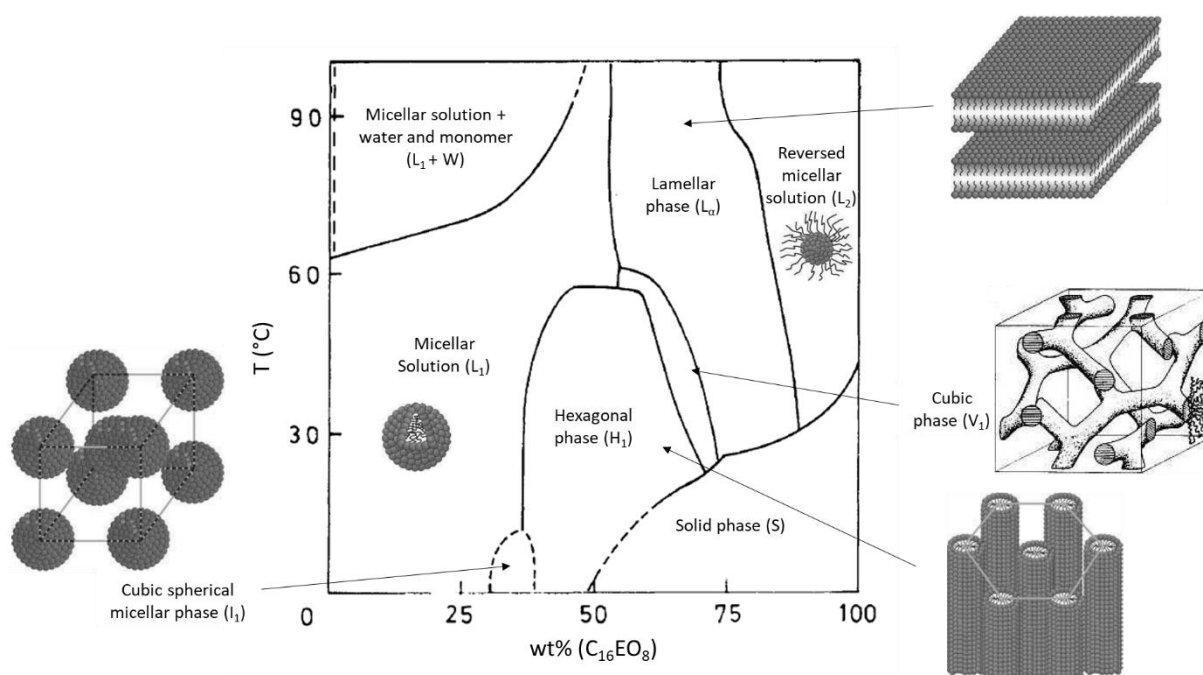 90
60
30
0
T (°C)
Micellar solution +
water and monomer
(L₁ + W)
Lamellar
phase (Lα)
Reversed
micellar
solution (L₂)
Micellar
Solution (L₁)
Hexagonal
phase (H₁)
Cubic
phase (V₁)
Solid phase (S)
Cubic spherical
micellar phase (I₁)
25
50
75
100
wt% (C₁₆EO₈)